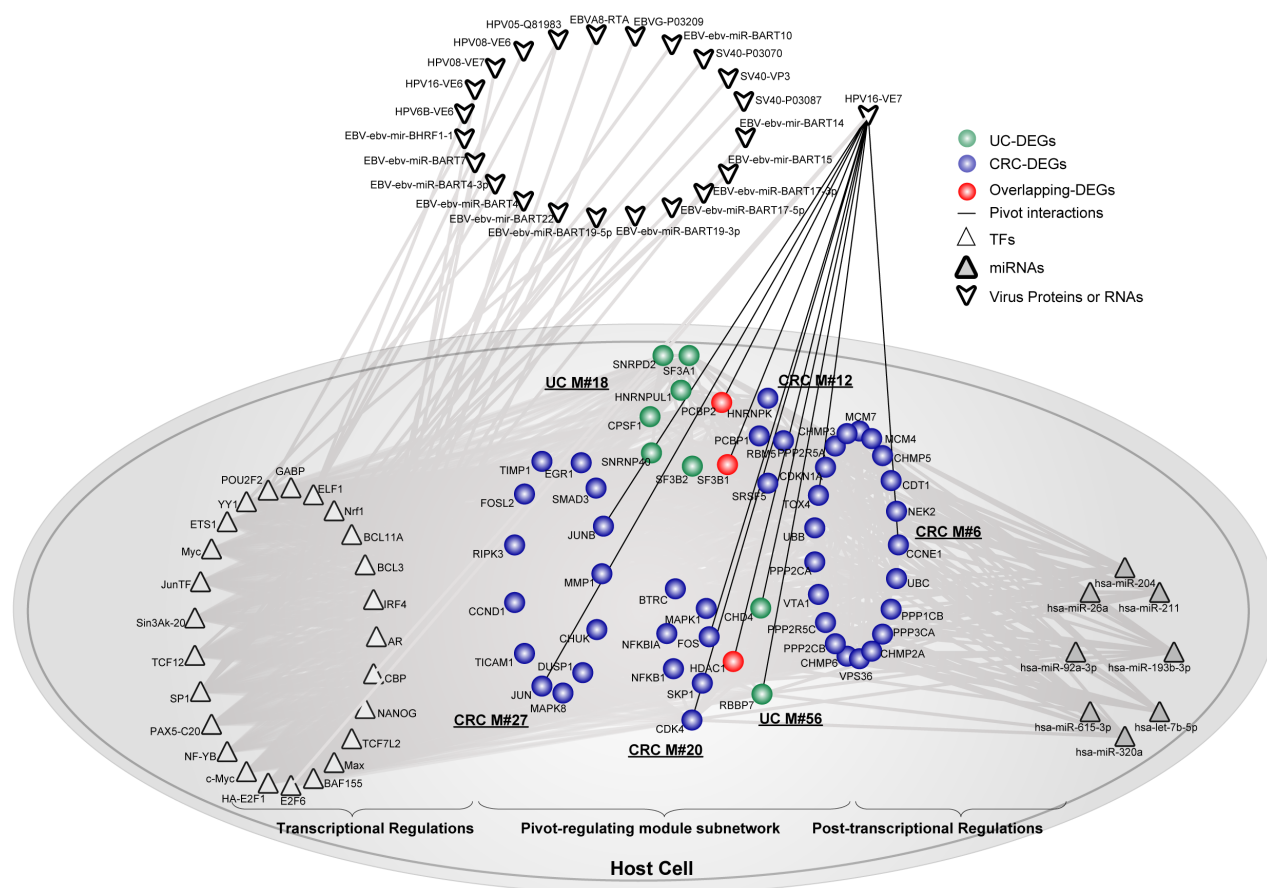 HPV05-Q81983
EBVA8-RTA
EBVG-P03209
HPV08-VE6
EBV-ebv-miR-BART10
HPV08-VE7
SV40-P03070
HPV16-VE6
SV40-VP3
HPV6B-VE6
SV40-P03087
HPV16-VE7
EBV-ebv-mir-BHRF1-1
EBV-ebv-mir-BART14
EBV-ebv-miR-BART7
EBV-ebv-mir-BART15
EBV-ebv-miR-BART4-3p
EBV-ebv-miR-BART17-3p
EBV-ebv-miR-BART4
EBV-ebv-miR-BART17-5p
EBV-ebv-mir-BART22
EBV-ebv-miR-BART19-5p
EBV-ebv-miR-BART19-3p
UC-DEGs
CRC-DEGs
Overlapping-DEGs
Pivot interactions
TFs
miRNAs
Virus Proteins or RNAs
UC M#18
SNRPD2
SF3A1
HNRNPUL1
CPSF1
SNRNP40
SF3B2
SF3B1
PCBP2
CRC M#12
HNRNPK
PCBP1
RBM5
PPP2R5A
SRSF5
CHMP3
MCM7
MCM4
CHMP5
CDKN1A
CDT1
TOX4
NEK2
CRC M#6
UBB
CCNE1
PPP2CA
UBC
VTA1
PPP1CB
PPP2R5C
PPP3CA
PPP2CB
CHMP2A
CHMP6
VPS36
TIMP1
EGR1
FOSL2
SMAD3
JUNB
RIPK3
MMP1
CCND1
CHUK
TICAM1
DUSP1
JUN
MAPK8
CRC M#27
BTRC
MAPK1
NFKBIA
FOS
NFKB1
SKP1
CDK4
CRC M#20
CHD4
HDAC1
RBBP7
UC M#56
GABP
POU2F2
ELF1
YY1
Nrf1
ETS1
BCL11A
Myc
BCL3
JunTF
IRF4
Sin3Ak-20
AR
TCF12
CBP
SP1
NANOG
PAX5-C20
TCF7L2
NF-YB
Max
c-Myc
BAF155
HA-E2F1
E2F6
hsa-miR-204
hsa-miR-26a
hsa-miR-211
hsa-miR-92a-3p
hsa-miR-193b-3p
hsa-miR-615-3p
hsa-let-7b-5p
hsa-miR-320a
Transcriptional Regulations
Pivot-regulating module subnetwork
Post-transcriptional Regulations
Host Cell